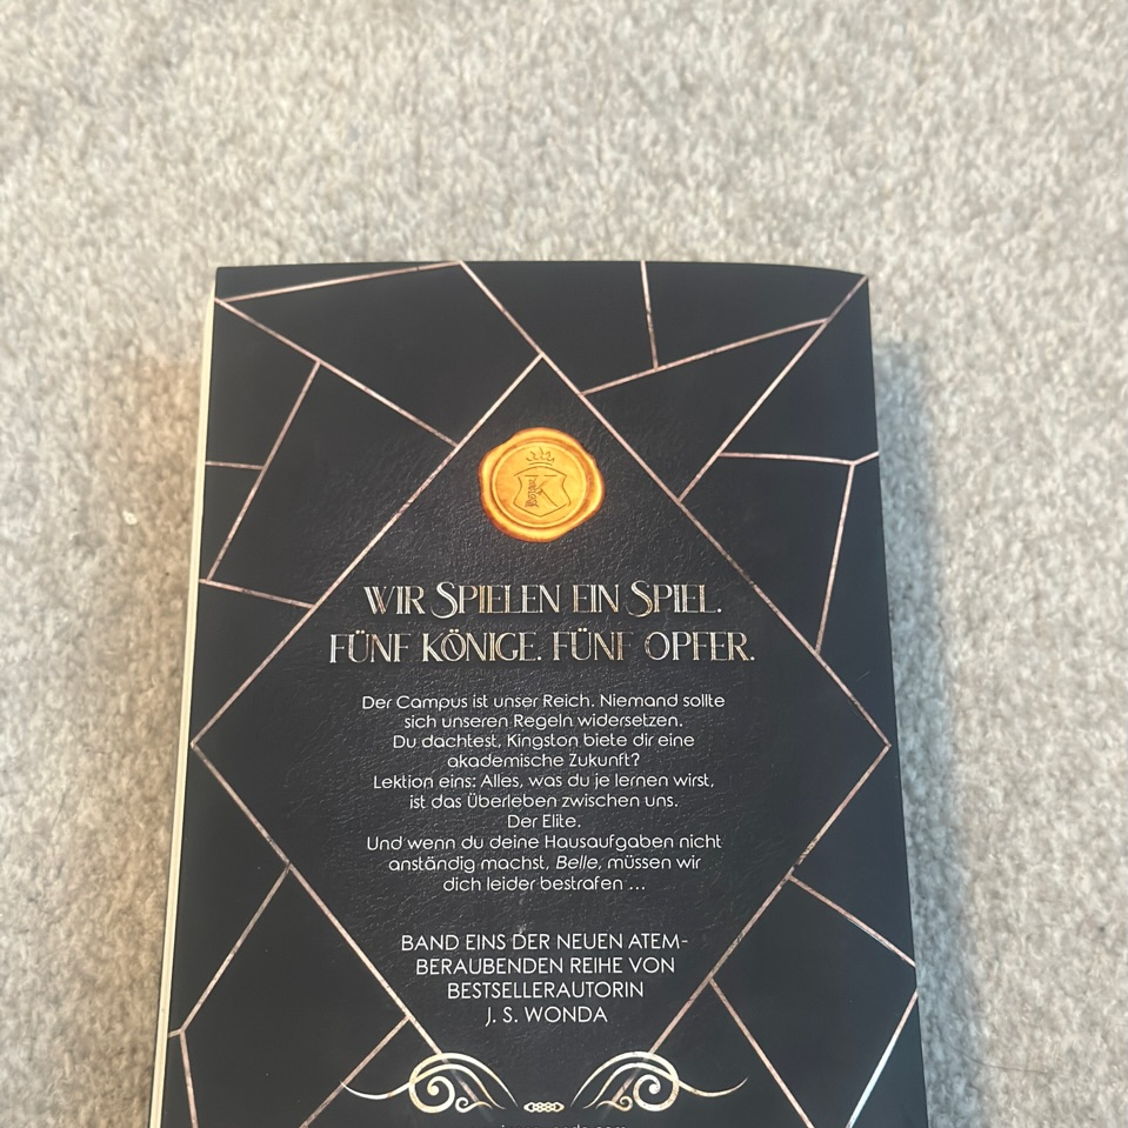 K
WIR SPIELEN EIN SPIEL.
FÜNF KÖNIGE. FÜNF OPFER.
Der Campus ist unser Reich. Niemand sollte
sich unseren Regeln widersetzen.
Du dachtest, Kingston biete dir eine
akademische Zukunft?
Lektion eins: Alles, was du je lernen wirst,
ist das Überleben zwischen uns.
Der Elite.
Und wenn du deine Hausaufgaben nicht
anständig machst, Belle, müssen wir
dich leider bestrafen ...
BAND EINS DER NEUEN ATEM-
BERAUBENDEN REIHE VON
BESTSELLERAUTORIN
J. S. WONDA